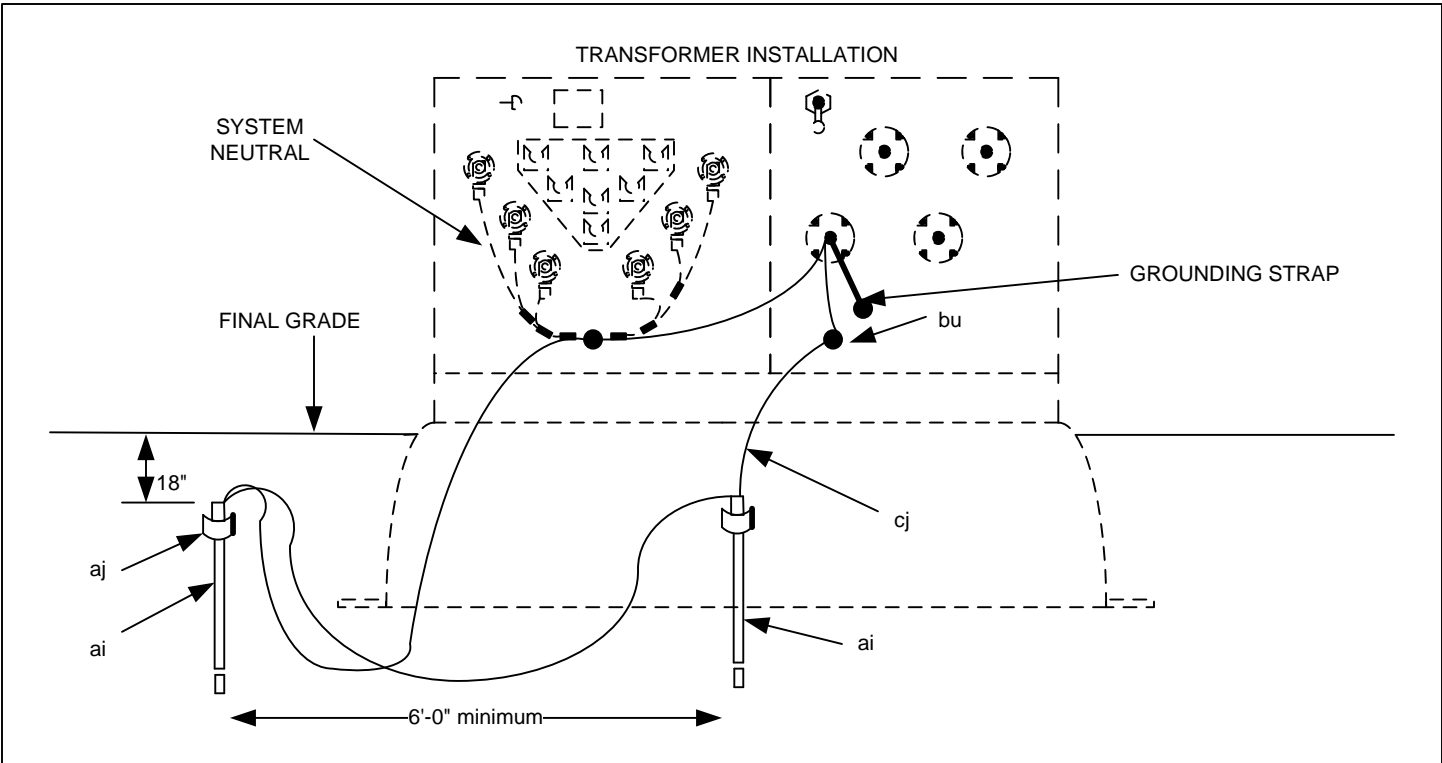 TRANSFORMER INSTALLATION
SYSTEM
NEUTRAL
GROUNDING STRAP
bu
FINAL GRADE
18"
cj
aj
ai
ai
6'-0" minimum